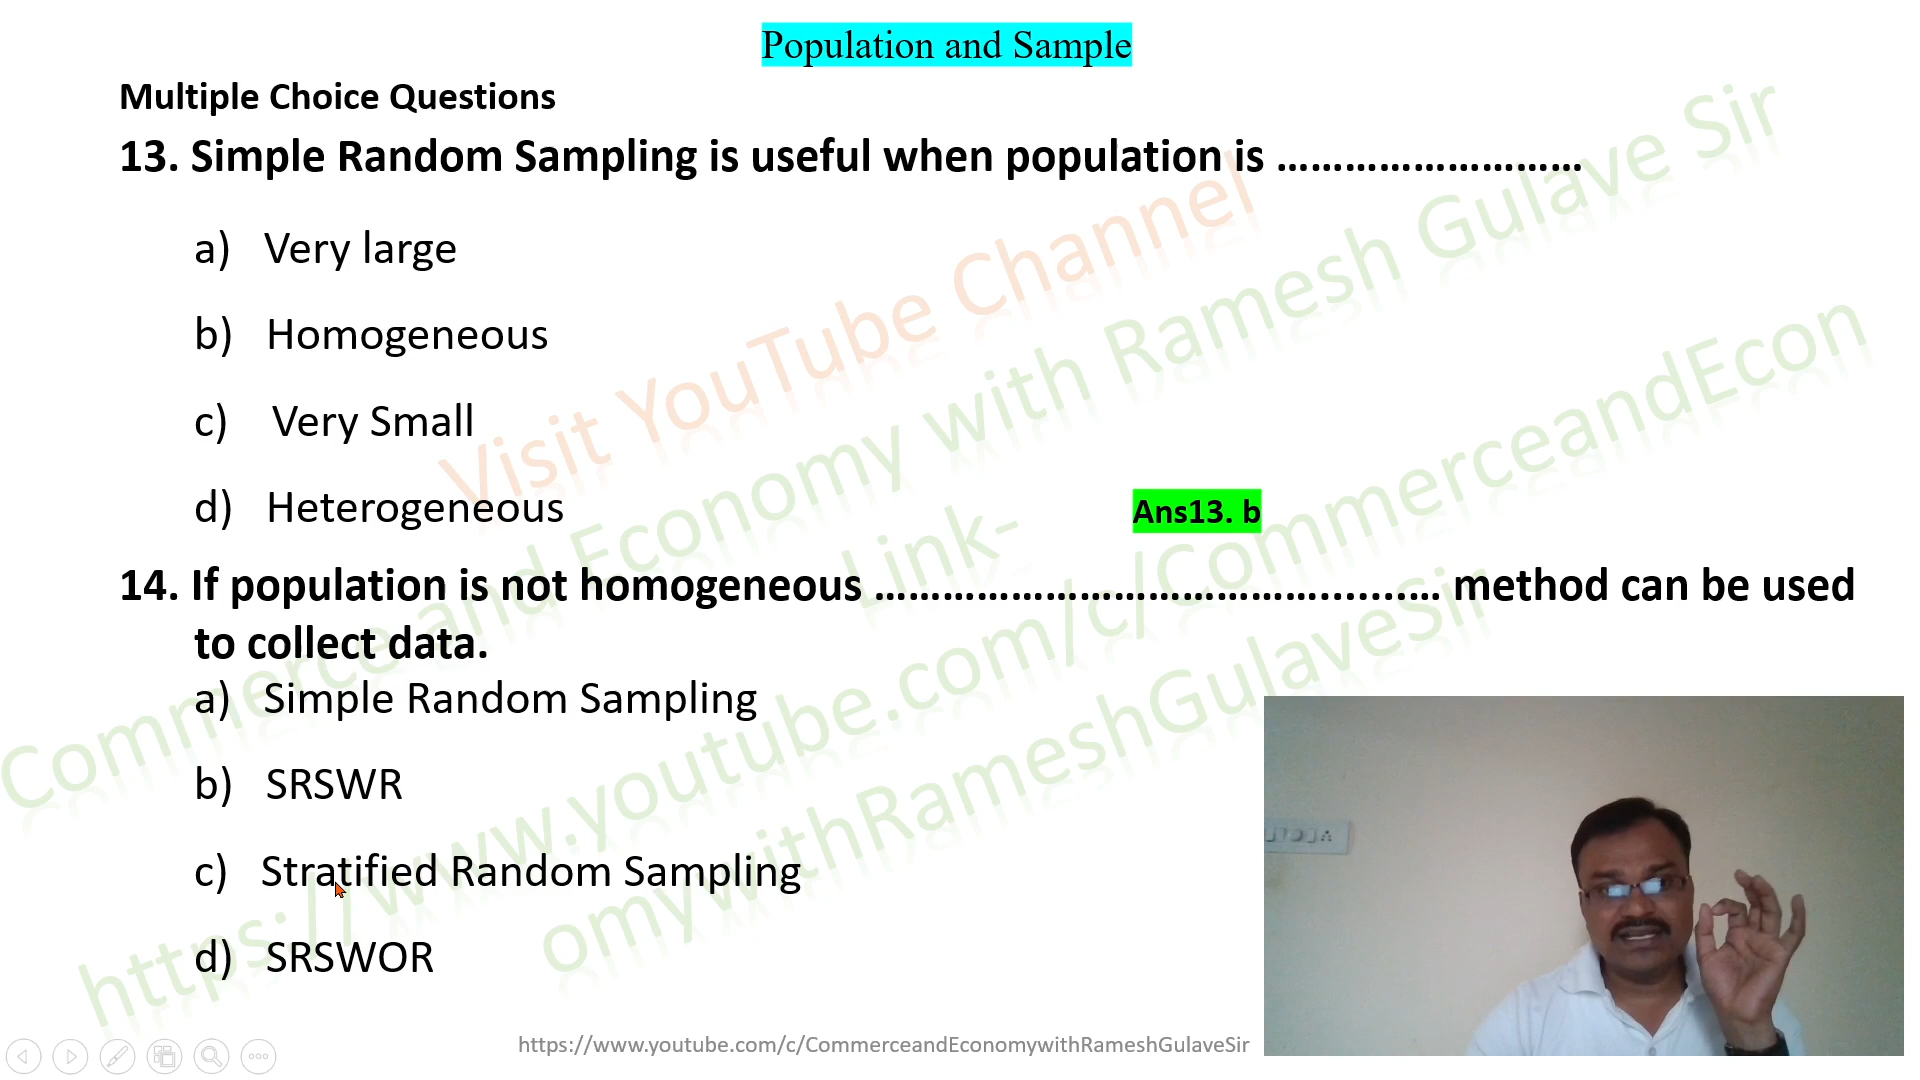 Population and Sample
Multiple Choice Questions
13. Simple Random Sampling is useful when population is ………………………
a) Very large
b) Homogeneous
c) Very Small
d) Heterogeneous
Ans13. b
14. If population is not homogeneous …………………………………......… method can be used
to collect data.
a) Simple Random Sampling
b) SRSWR
c) Stratified Random Sampling
d) SRSWOR
Visit YouTube Channel
Commerce and Economy with Ramesh Gulave Sir
Link-
https://www.youtube.com/c/CommerceandEcon
omywithRameshGulaveSir
https://www.youtube.com/c/CommerceandEconomywithRameshGulaveSir